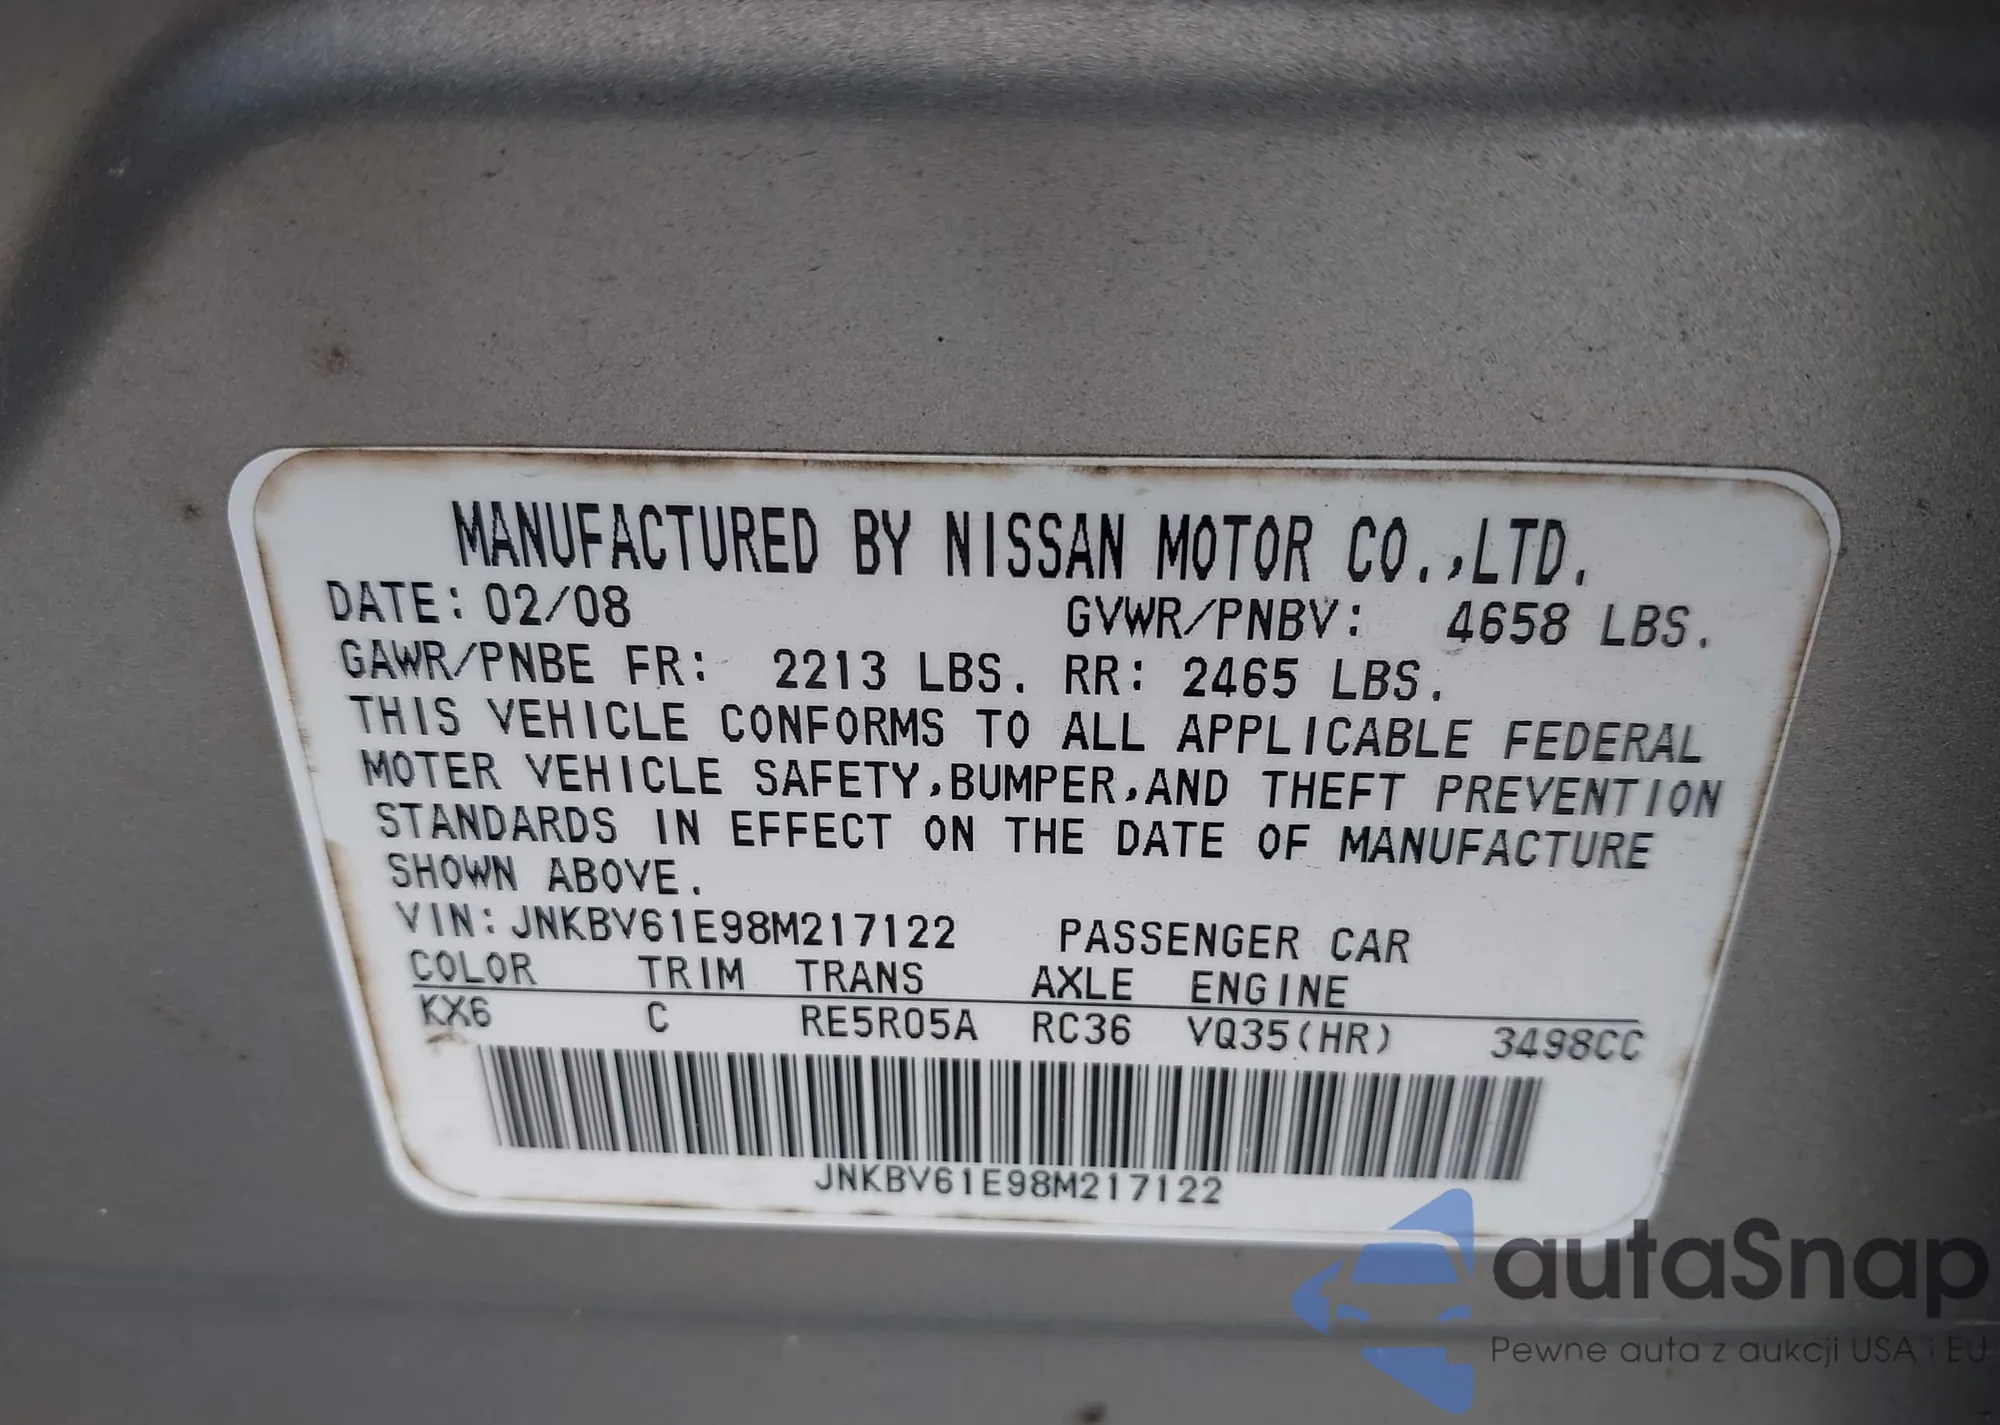 MANUFACTURED BY NISSAN MOTOR CO.,LTD.
DATE: 02/08 GVWR/PNBV: 4658 LBS.
GAWR/PNBE FR: 2213 LBS. RR: 2465 LBS.
THIS VEHICLE CONFORMS TO ALL APPLICABLE FEDERAL
MOTER VEHICLE SAFETY,BUMPER,AND THEFT PREVENTION
STANDARDS IN EFFECT ON THE DATE OF MANUFACTURE
SHOWN ABOVE.
VIN: JNKBV61E98M217122 PASSENGER CAR
COLOR TRIM TRANS AXLE ENGINE
KX6 C RE5R05A RC36 VQ35(HR) 3498CC
JNKBV61E98M217122
autaSnap
Pewne auta z aukcji USA i EU